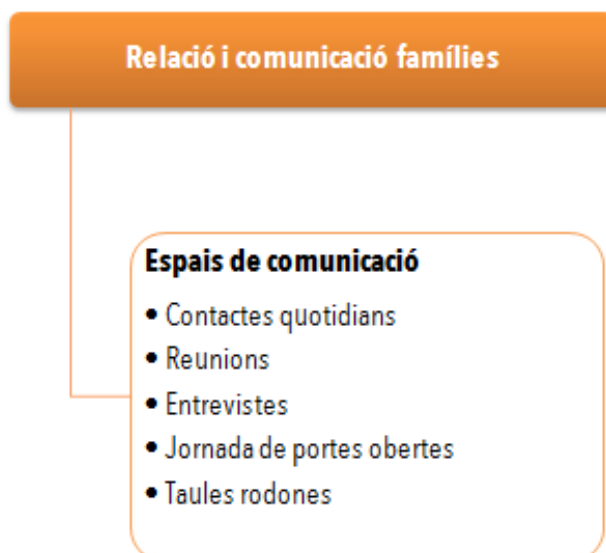 Relació i comunicació famílies
Espais de comunicació
• Contactes quotidians
• Reunions
• Entrevistes
• Jornada de portes obertes
• Taules rodones